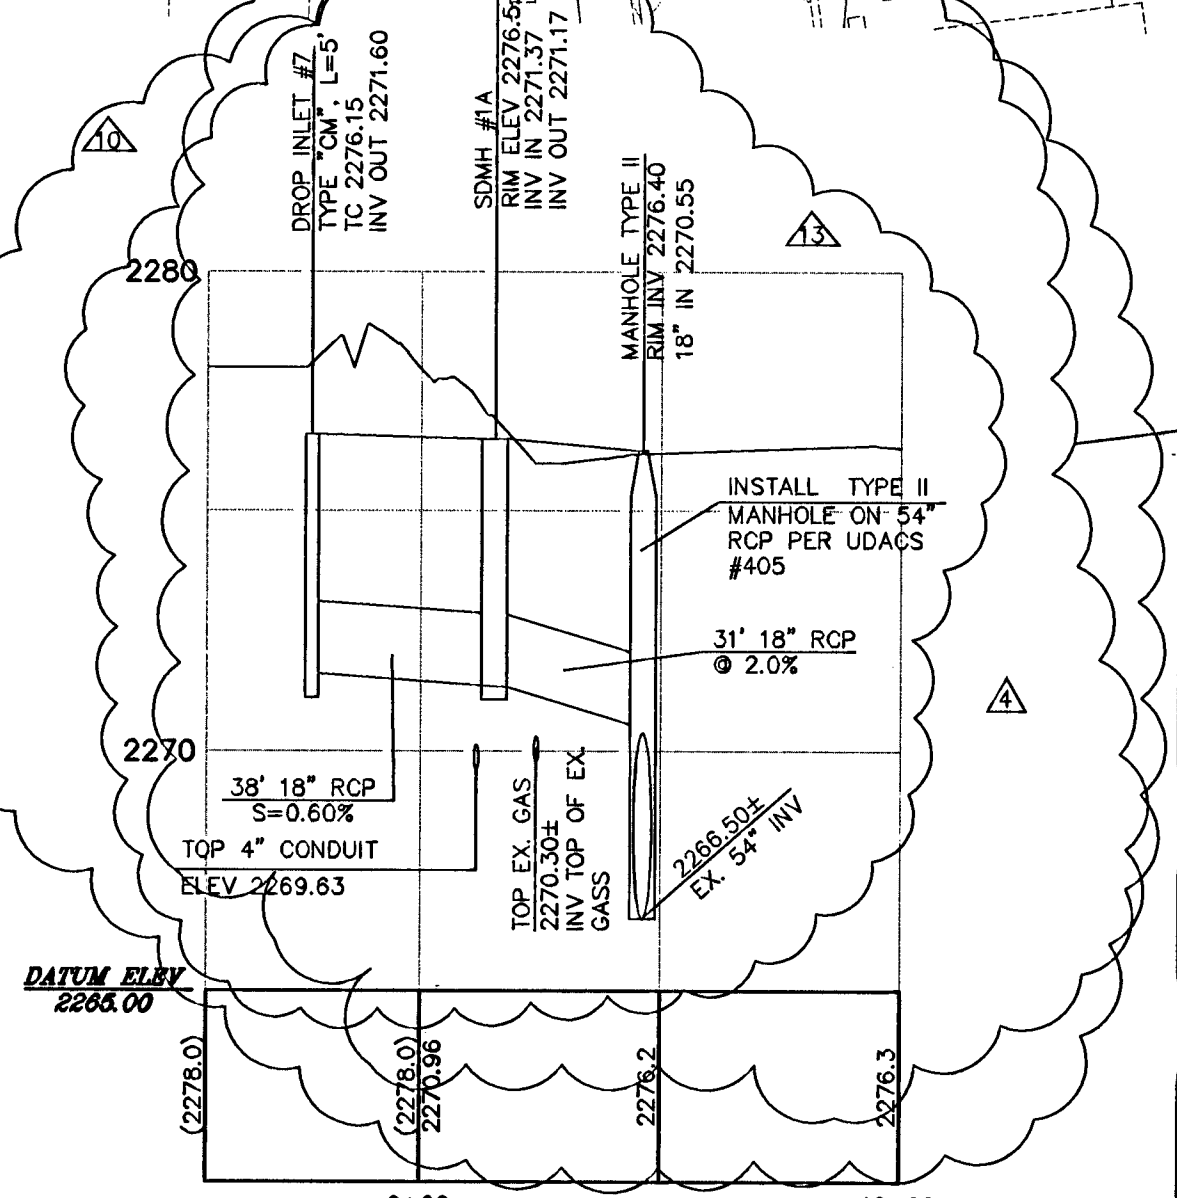 DROP INLET #7
TYPE "CM", L=5'
TC 2276.15
INV OUT 2271.60
SDMH #1A
RIM ELEV 2276.5
INV IN 2271.37
INV OUT 2271.17
MANHOLE TYPE II
RIM INV 2276.40
18" IN 2270.55
10
13
2280
INSTALL TYPE II
MANHOLE ON 54"
RCP PER UDACS
#405
31' 18" RCP
@ 2.0%
4
2270
38' 18" RCP
S=0.60%
TOP 4" CONDUIT
ELEV 2269.63
TOP EX. GAS
2270.30±
INV TOP OF EX.
GASS
2266.50±
EX. 54" INV
DATUM ELEV
2265.00
(2278.0)
(2278.0)
2270.96
2276.2
2276.3